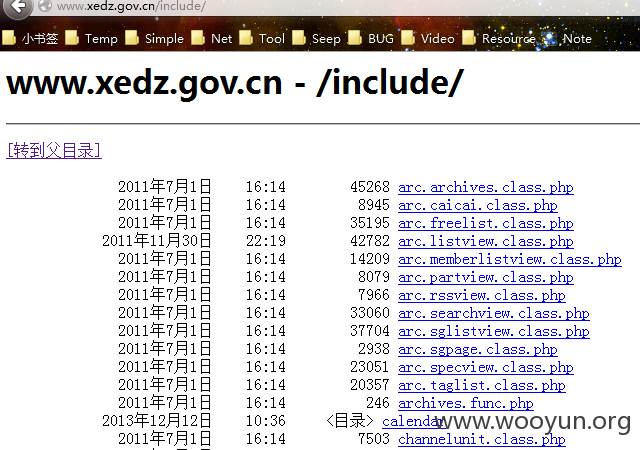 www.xedz.gov.cn/include/
小书签 Temp Simple Net Tool Seep BUG Video Resource Note
www.xedz.gov.cn - /include/
[转到父目录]
2011年7月1日 16:14 45268 arc.archives.class.php
2011年7月1日 16:14 8945 arc.caicai.class.php
2011年7月1日 16:14 35195 arc.freelist.class.php
2011年11月30日 22:19 42782 arc.listview.class.php
2011年7月1日 16:14 14209 arc.memberlistview.class.php
2011年7月1日 16:14 8079 arc.partview.class.php
2011年7月1日 16:14 7966 arc.rssview.class.php
2011年7月1日 16:14 33060 arc.searchview.class.php
2011年7月1日 16:14 37704 arc.sglistview.class.php
2011年7月1日 16:14 2938 arc.sgpage.class.php
2011年7月1日 16:14 23051 arc.specview.class.php
2011年7月1日 16:14 20357 arc.taglist.class.php
2011年7月1日 16:14 246 archives.func.php
2013年12月12日 10:36 <目录> calendar
www.wooyun.org
2011年7月1日 16:14 7503 channelunit.class.php